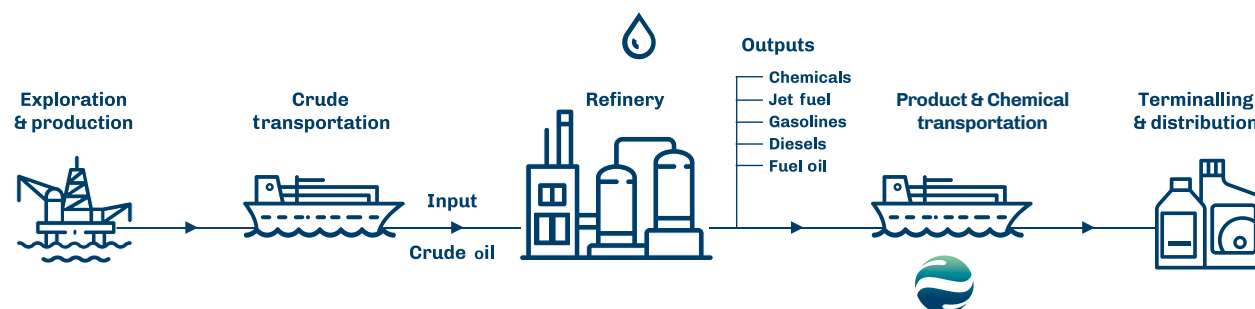 Exploration
& production
Crude
transportation
Input
Crude oil
Refinery
Outputs
Chemicals
Jet fuel
Gasolines
Diesels
Fuel oil
Product & Chemical
transportation
Terminalling
& distribution